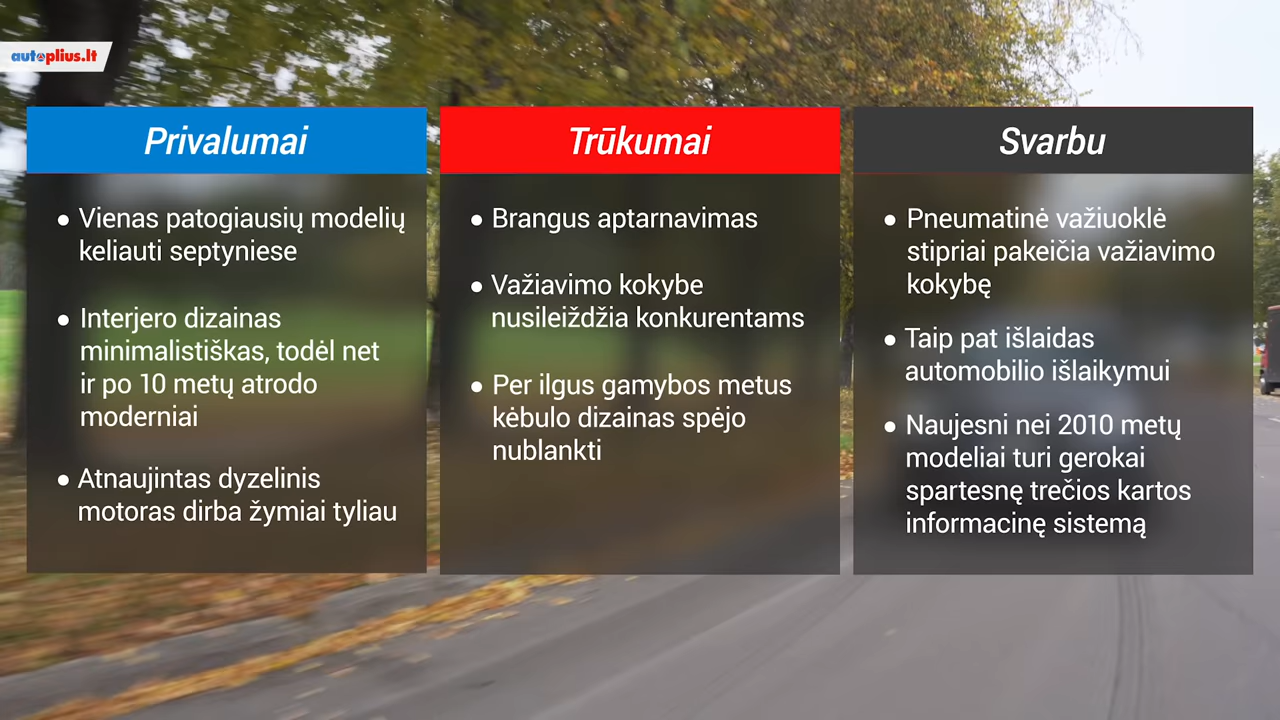 autoplius.lt
Privalumai
● Vienas patogiausių modelių
keliauti septyniese
● Interjero dizainas
minimalistiškas, todėl net
ir po 10 metų atrodo
moderniai
● Atnaujintas dyzelinis
motoras dirba žymiai tyliau
Trūkumai
● Brangus aptarnavimas
● Važiavimo kokybe
nusileiždžia konkurentams
● Per ilgus gamybos metus
kėbulo dizainas spėjo
nublankti
Svarbu
● Pneumatinė važiuoklė
stipriai pakeičia važiavimo
kokybę
● Taip pat išlaidas
automobilio išlaikymui
● Naujesni nei 2010 metų
modeliai turi gerokai
spartesnę trečios kartos
informacinę sistemą